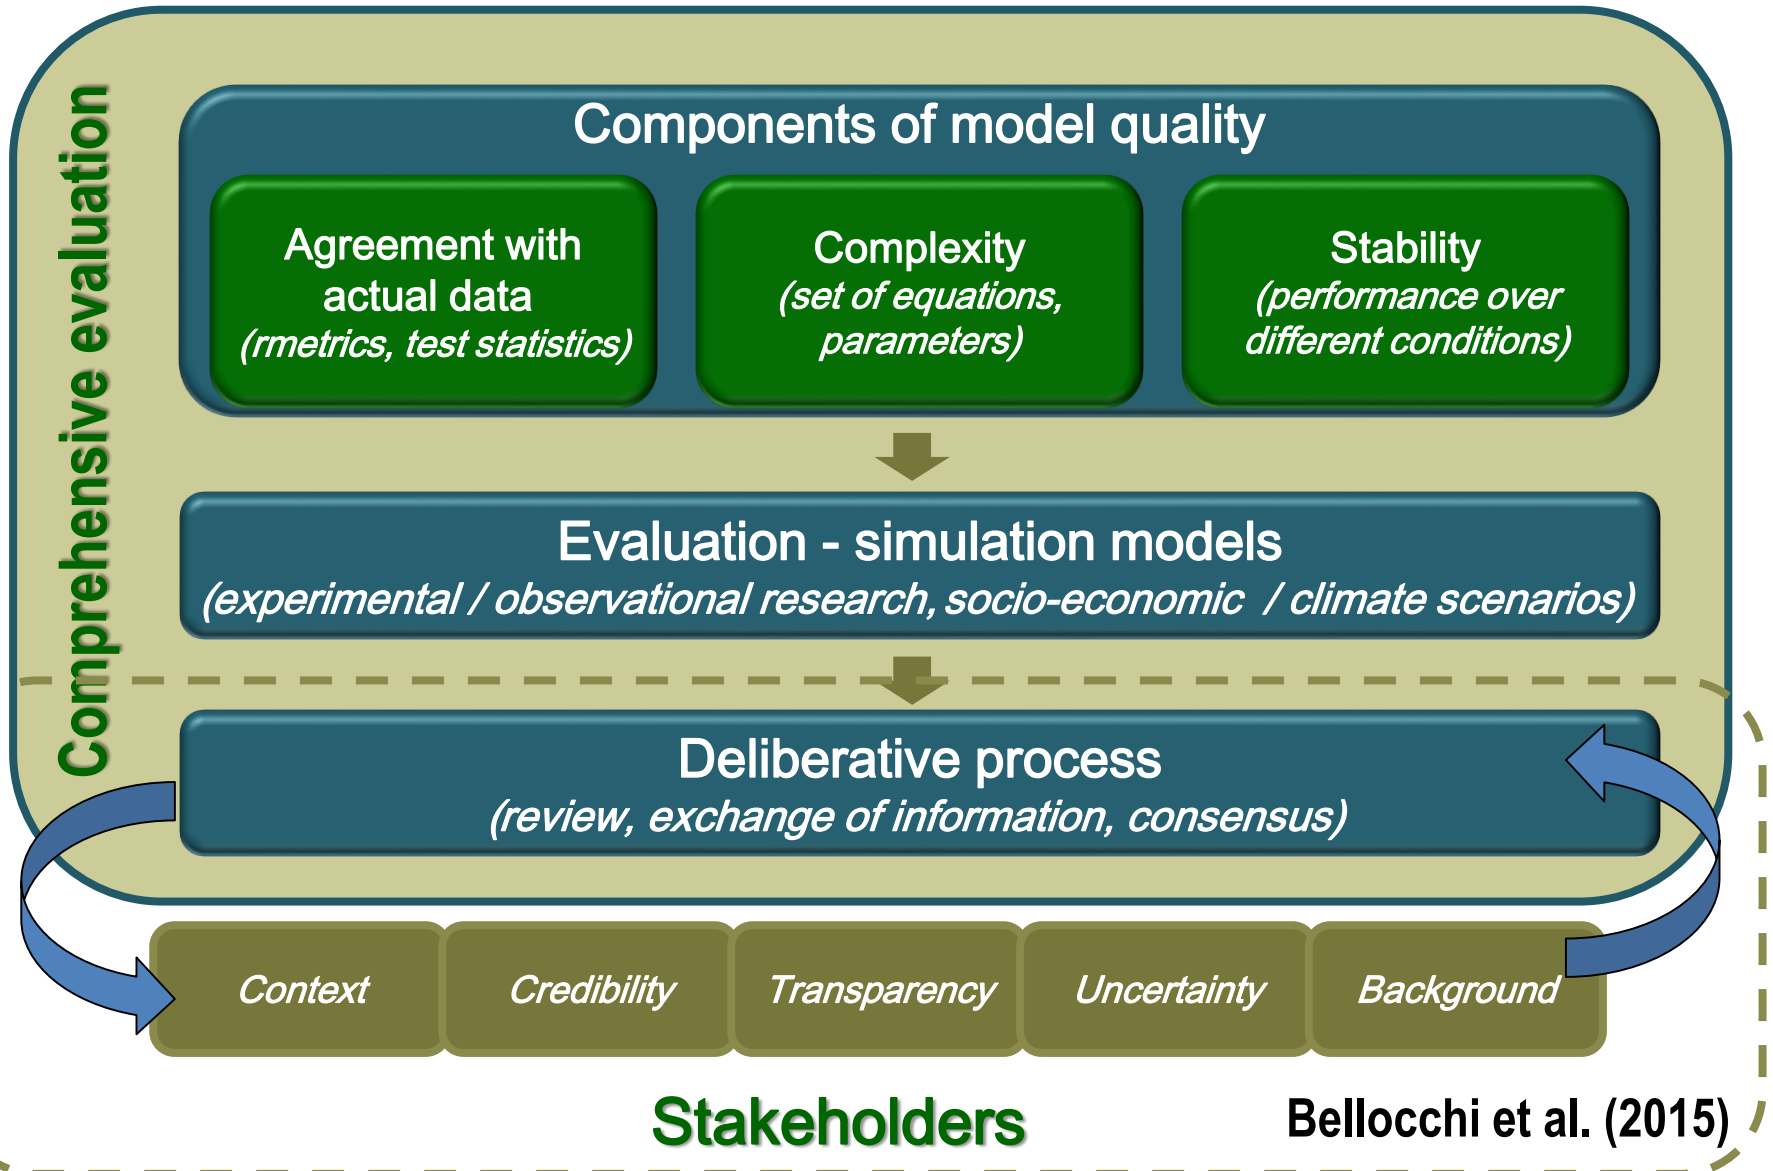 Comprehensive evaluation
Components of model quality
Agreement with
actual data
(rmetrics, test statistics)
Complexity
(set of equations,
parameters)
Stability
(performance over
different conditions)
Evaluation - simulation models
(experimental / observational research, socio-economic / climate scenarios)
Deliberative process
(review, exchange of information, consensus)
Context
Credibility
Transparency
Uncertainty
Background
Stakeholders
Bellocchi et al. (2015)